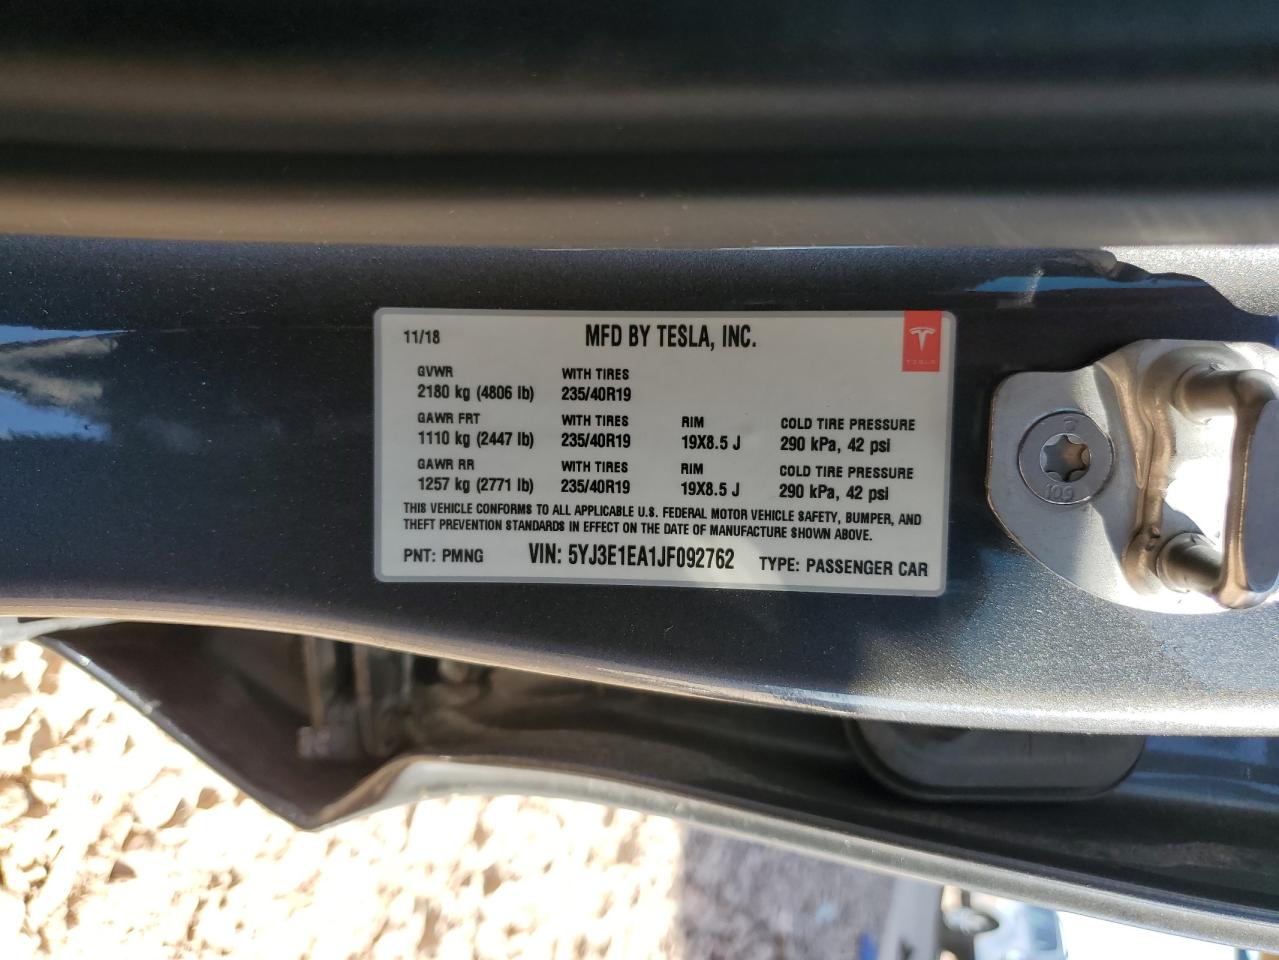 11/18 MFD BY TESLA, INC.
TESLA
GVWR WITH TIRES
2180 kg (4806 lb) 235/40R19
GAWR FRT WITH TIRES RIM COLD TIRE PRESSURE
1110 kg (2447 lb) 235/40R19 19X8.5 J 290 kPa, 42 psi
GAWR RR WITH TIRES RIM COLD TIRE PRESSURE
1257 kg (2771 lb) 235/40R19 19X8.5 J 290 kPa, 42 psi
THIS VEHICLE CONFORMS TO ALL APPLICABLE U.S. FEDERAL MOTOR VEHICLE SAFETY, BUMPER, AND
THEFT PREVENTION STANDARDS IN EFFECT ON THE DATE OF MANUFACTURE SHOWN ABOVE.
PNT: PMNG VIN: 5YJ3E1EA1JF092762 TYPE: PASSENGER CAR